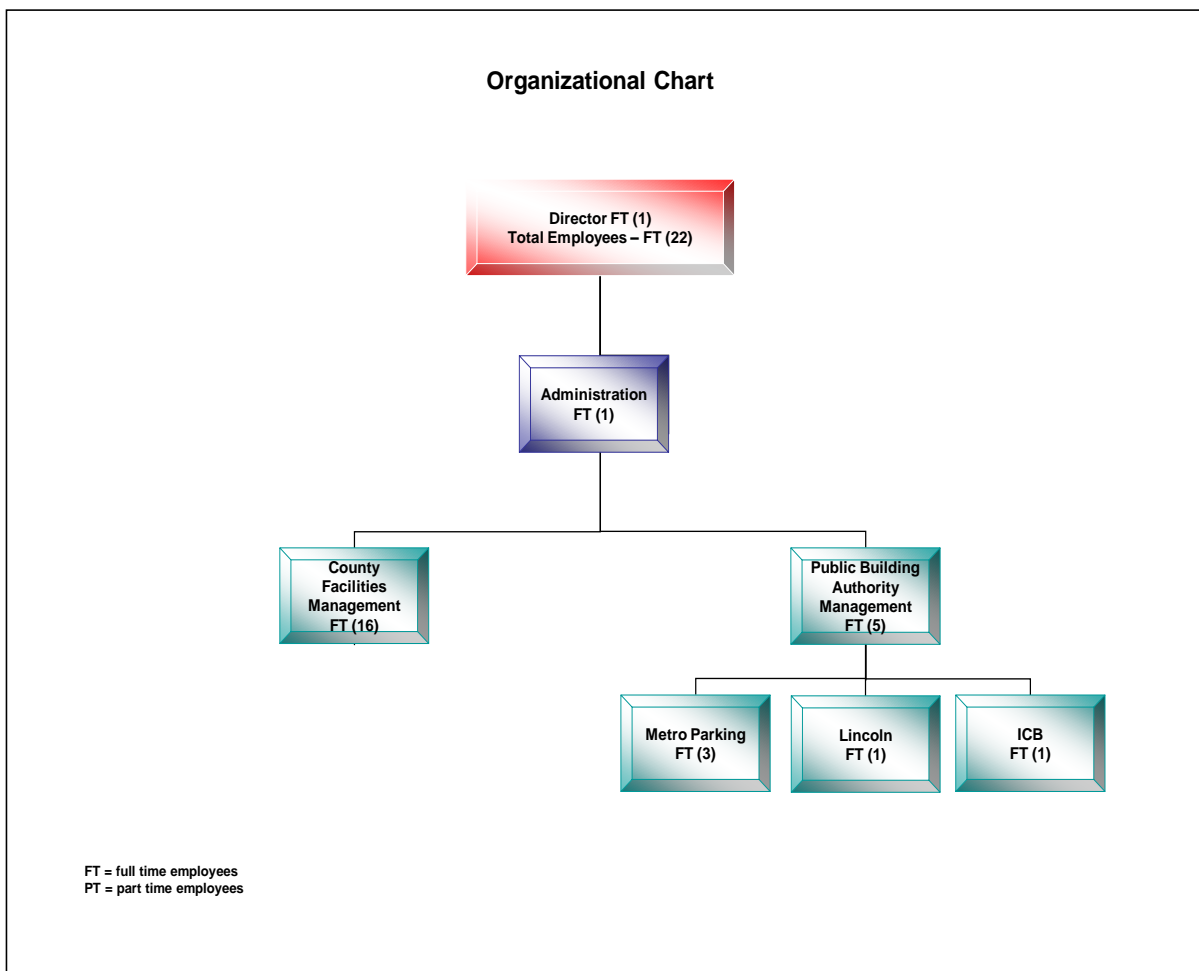 Organizational Chart
Director FT (1)
Total Employees – FT (22)
Administration
FT (1)
County
Facilities
Management
FT (16)
Public Building
Authority
Management
FT (5)
Metro Parking
FT (3)
Lincoln
FT (1)
ICB
FT (1)
FT = full time employees
PT = part time employees